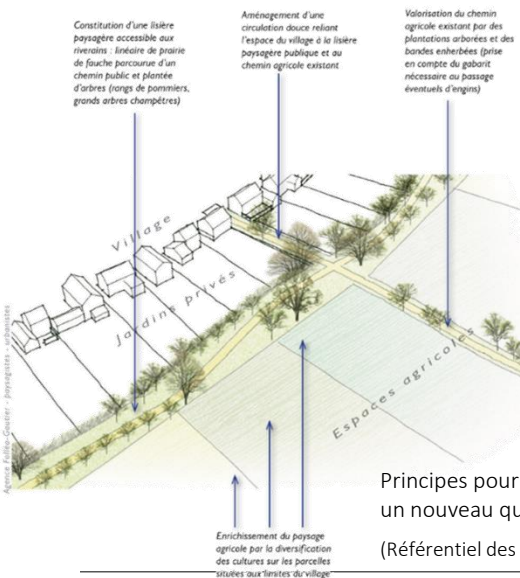 Constitution d'une lisière
paysagère accessible aux
riverains : linéaire de prairie
de fauche parcourue d'un
chemin public et plantée
d'arbres (rangs de pommiers,
grands arbres champêtres)
Aménagement d'une
circulation douce reliant
l'espace du village à la lisière
paysagère publique et au
chemin agricole existant
Valorisation du chemin
agricole existant par des
plantations arborées et des
bandes enherbées (prise
en compte du gabarit
nécessaire au passage
éventuels d'engins)
Village
Jardins privés
Espaces agricoles
Agence Folléa-Gautier - paysagistes - urbanistes
Principes pour
un nouveau qu
(Référentiel des
Enrichissement du paysage
agricole par la diversification
des cultures sur les parcelles
situées aux limites du village